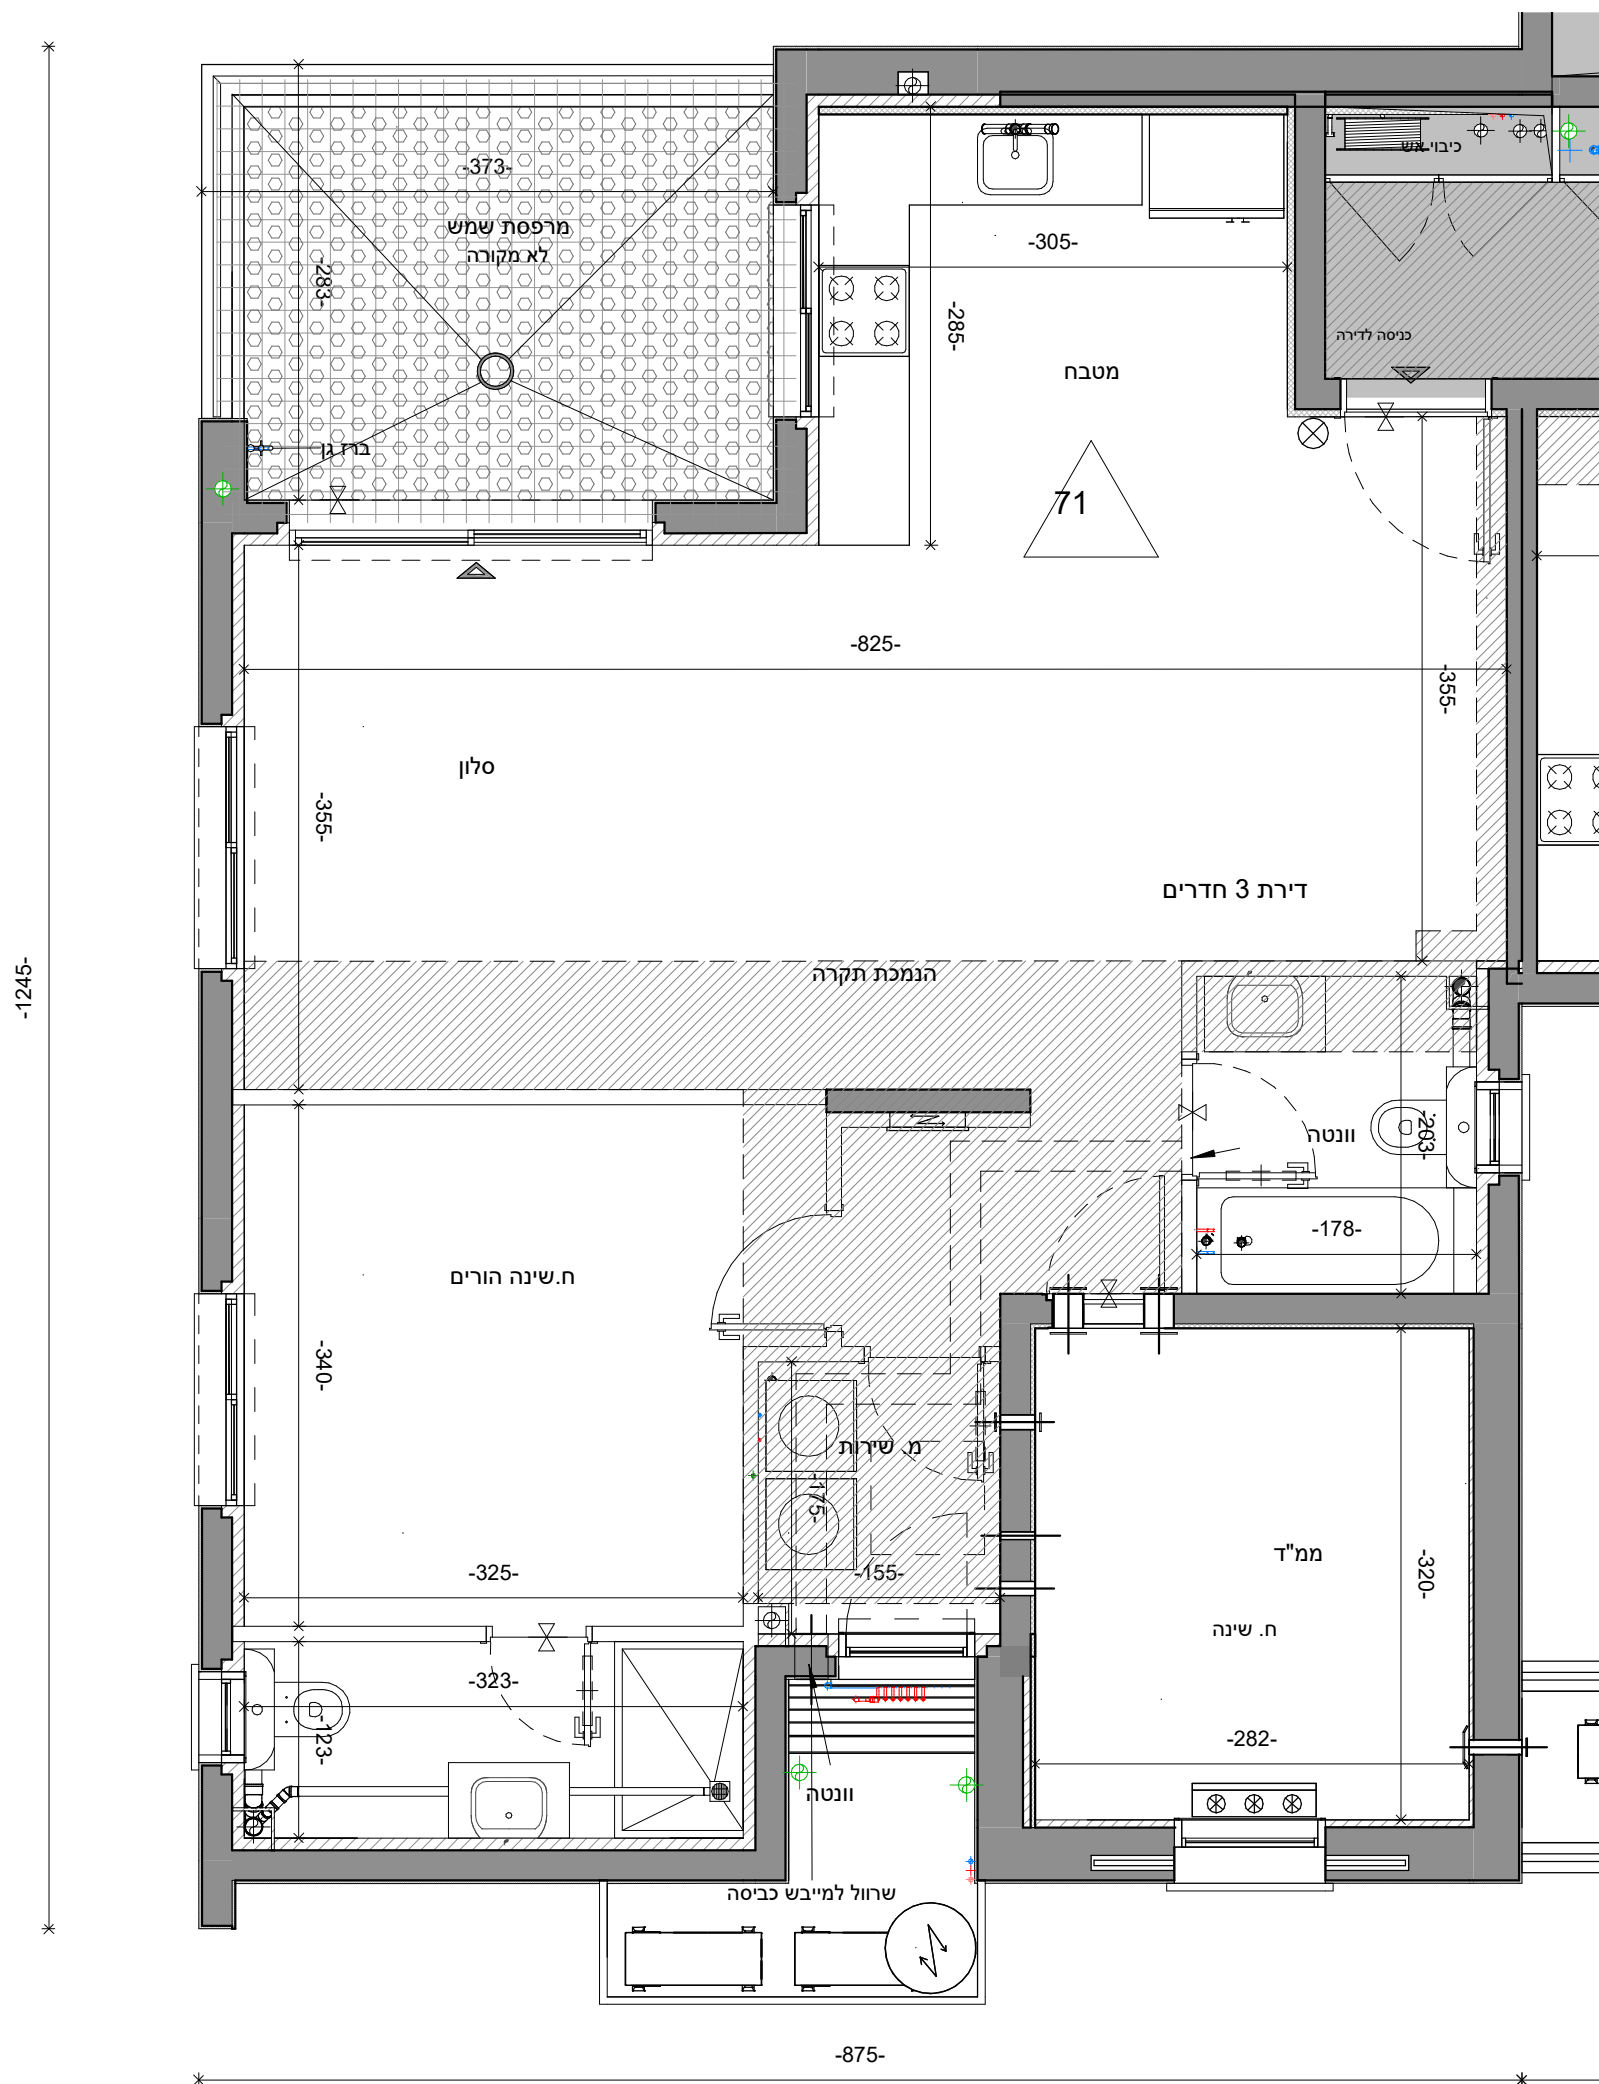 -373-
מרפסת שמש
לא מקורה
-283-
ברז גן
-305-
-285-
מטבח
כיבוי אש
כניסה לדירה
71
-825-
-355-
סלון
-355-
דירת 3 חדרים
-1245-
הנמכת תקרה
וונטה
-203-
-178-
ח.שינה הורים
-340-
מ. שירות
-175-
-155-
-325-
ממ"ד
-320-
ח. שינה
-323-
-123-
-282-
וונטה
שרוול למייבש כביסה
-875-